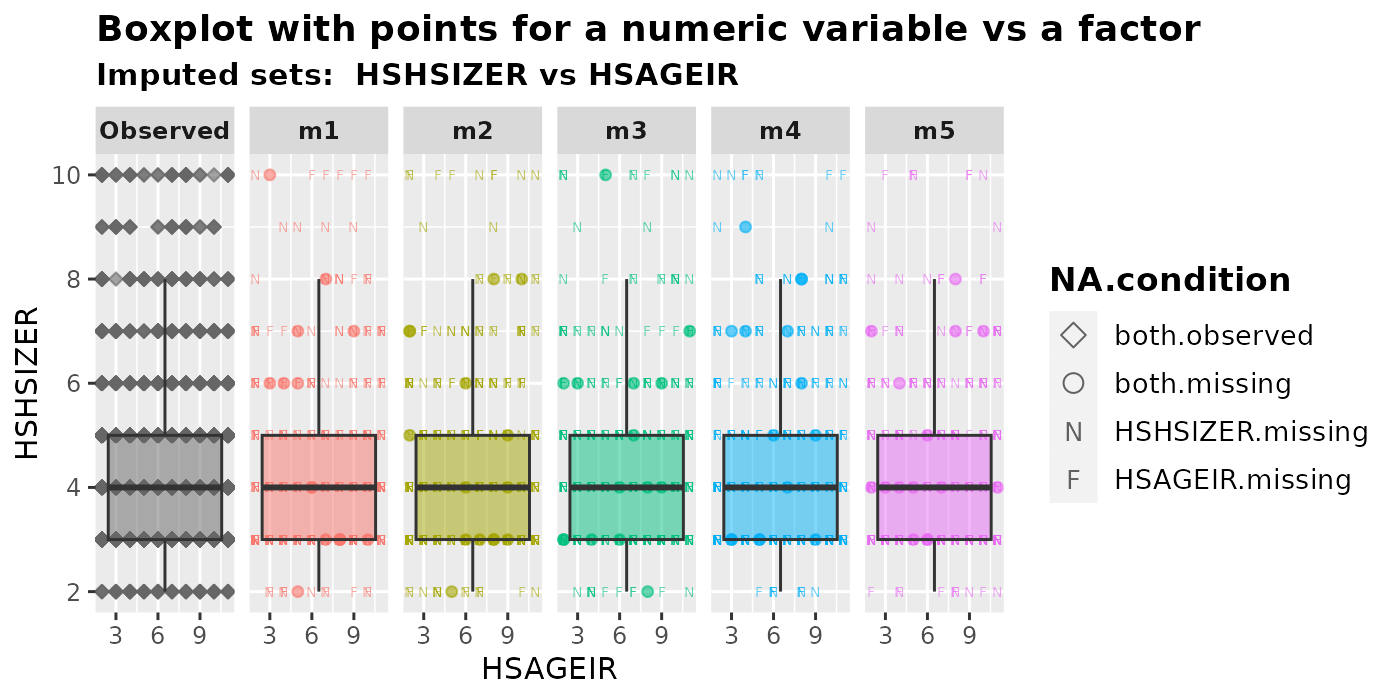 Boxplot with points for a numeric variable vs a factor
Imputed sets:  HSHSIZER vs HSAGEIR
Observed m1 m2 m3 m4 m5
10
8
6
4
2
HSHSIZER
3 6 9 3 6 9 3 6 9 3 6 9 3 6 9 3 6 9
HSAGEIR
NA.condition
both.observed
both.missing
N HSHSIZER.missing
F HSAGEIR.missing